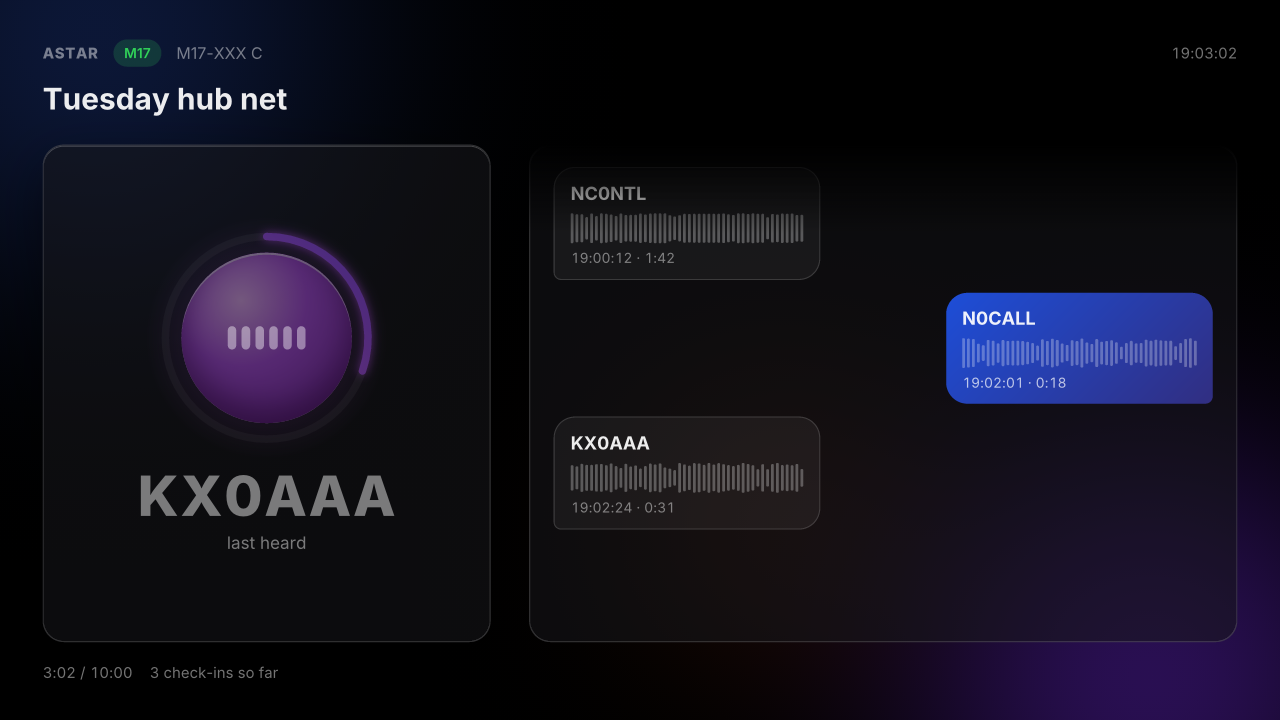 ASTAR M17 M17-XXX C
19:03:02
Tuesday hub net
NC0NTL
19:00:12 · 1:42
N0CALL
19:02:01 · 0:18
KX0AAA
19:02:24 · 0:31
KX0AAA
last heard
3:02 / 10:00 3 check-ins so far